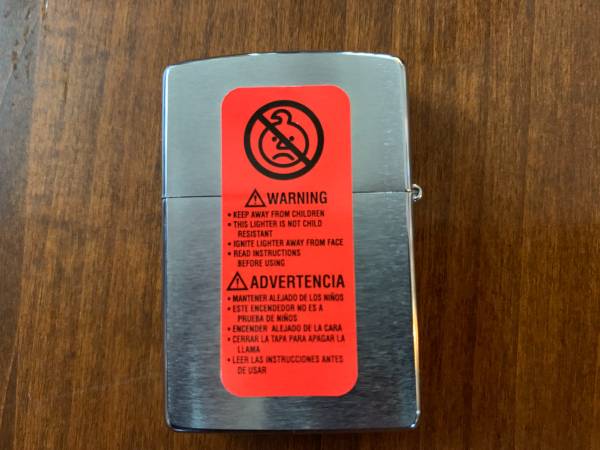 ⚠WARNING
• KEEP AWAY FROM CHILDREN
• THIS LIGHTER IS NOT CHILD
RESISTANT
• IGNITE LIGHTER AWAY FROM FACE
• READ INSTRUCTIONS
BEFORE USING
⚠ADVERTENCIA
• MANTENER ALEJADO DE LOS NIÑOS
• ESTE ENCENDEDOR NO ES A
PRUEBA DE NIÑOS
• ENCENDER ALEJADO DE LA CARA
• CERRAR LA TAPA PARA APAGAR LA
LLAMA
• LEER LAS INSTRUCCIONES ANTES
DE USAR